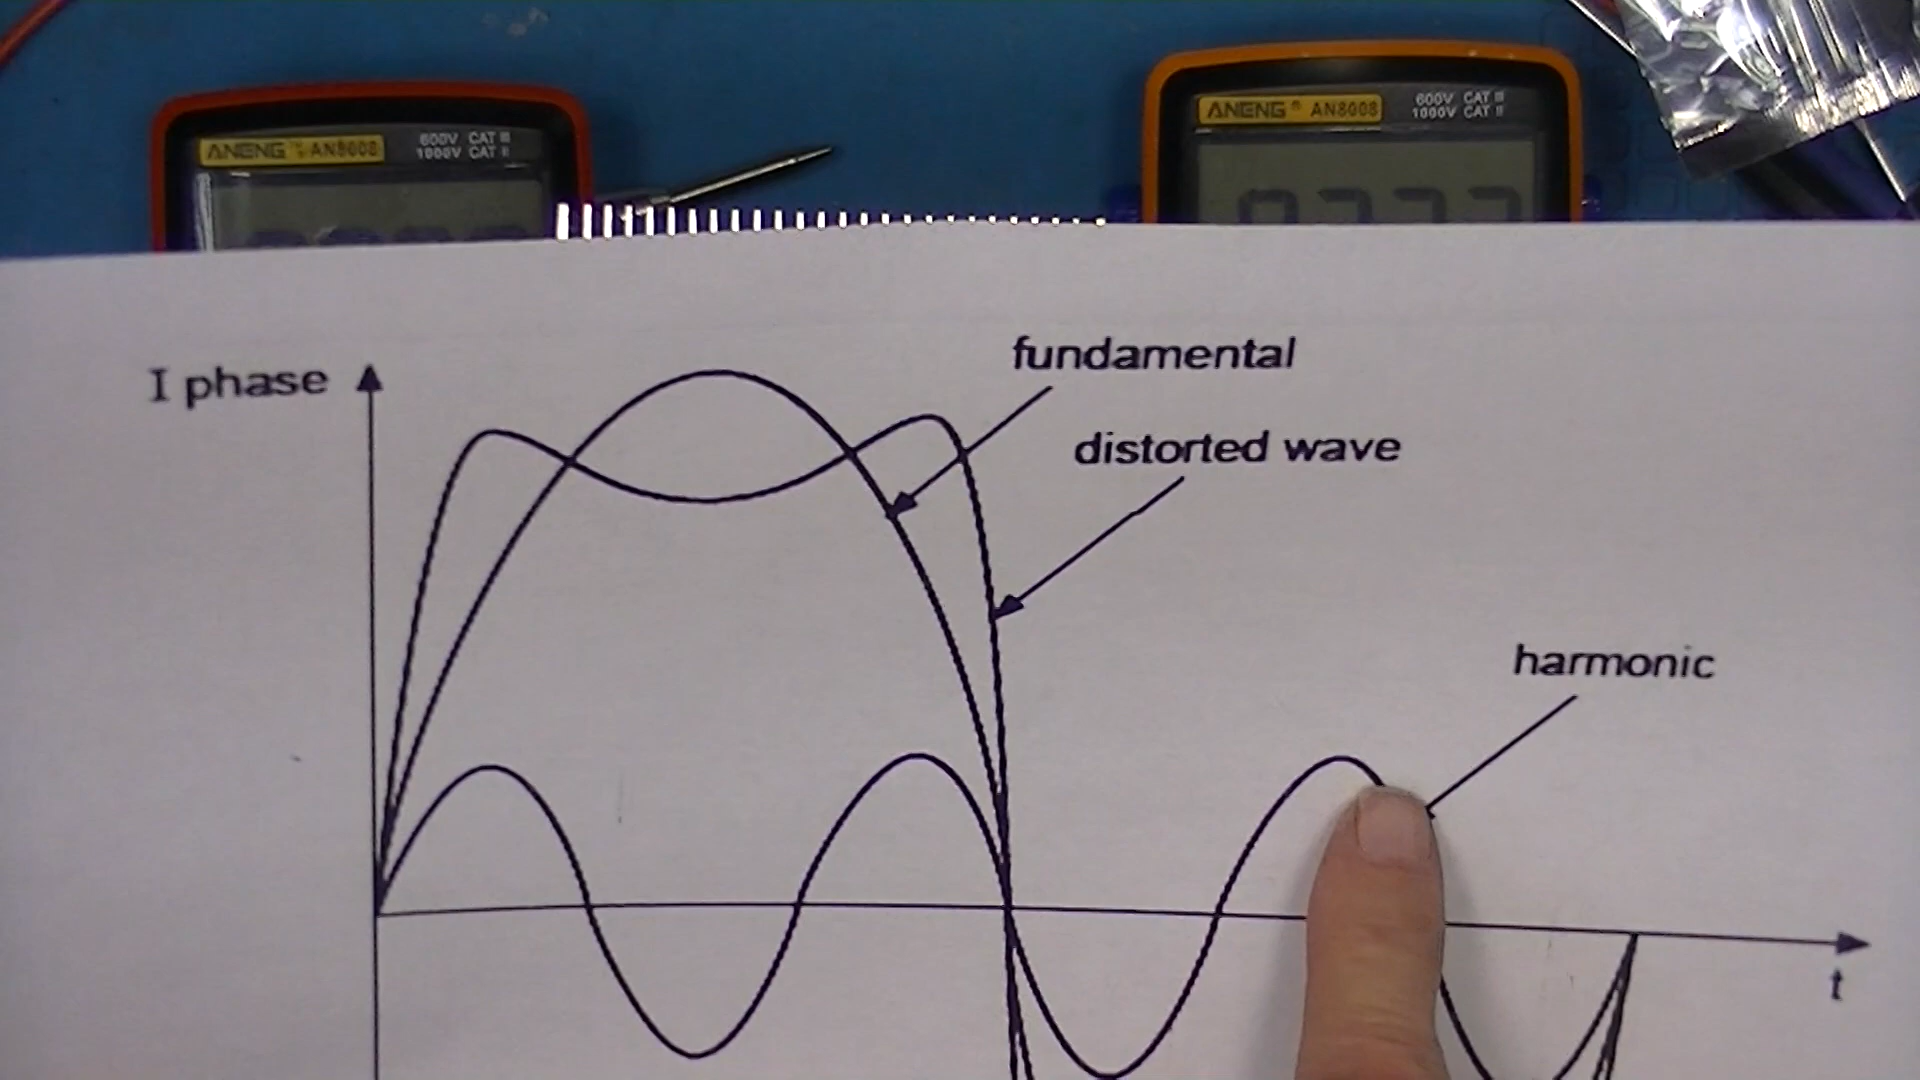 ANENG™ AN8008
600V CAT III
1000V CAT II
ANENG® AN8008
600V CAT III
1000V CAT II
fundamental
I phase
distorted wave
harmonic
t